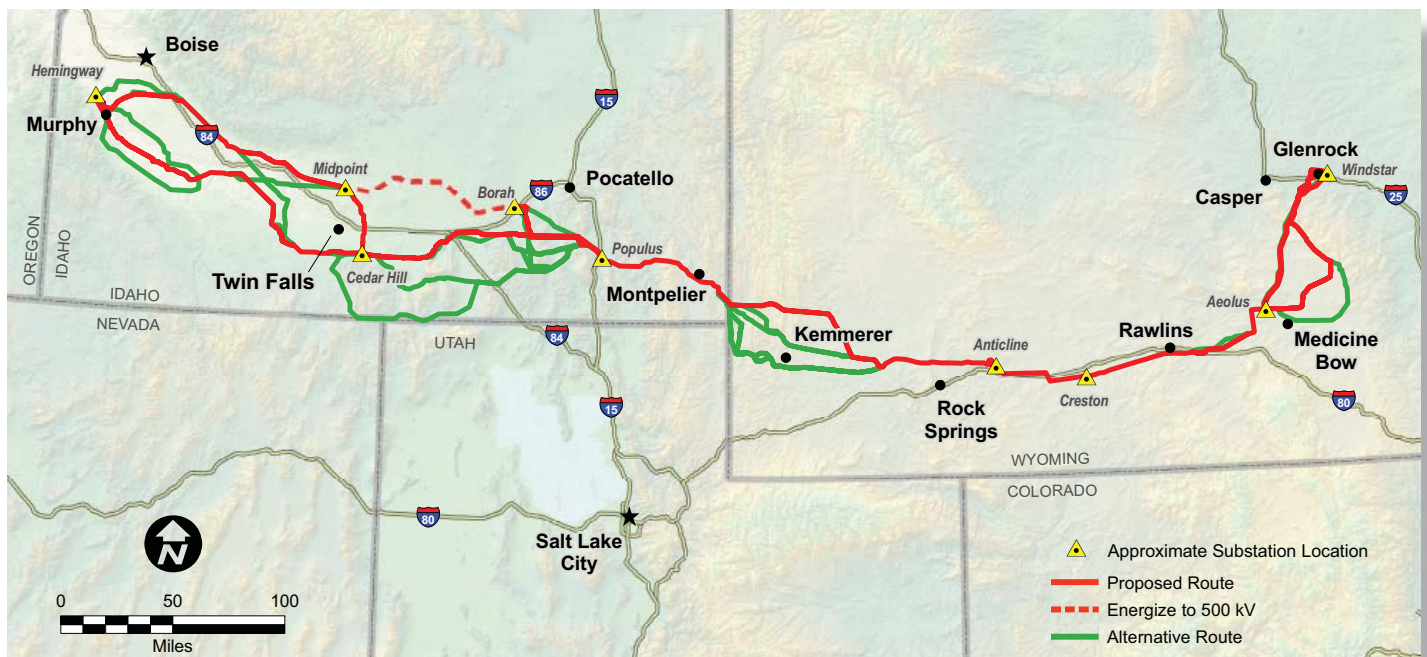 Boise
Hemingway
Murphy
84
15
Midpoint
Borah
86
Pocatello
Glenrock
Windstar
Casper
25
OREGON
IDAHO
Twin Falls
Cedar Hill
Populus
Montpelier
IDAHO
NEVADA
UTAH
84
Kemmerer
Anticline
Rawlins
Aeolus
Medicine
Bow
Creston
Rock
Springs
15
80
WYOMING
COLORADO
80
Salt Lake
City
N
0 50 100
Miles
Approximate Substation Location
Proposed Route
Energize to 500 kV
Alternative Route